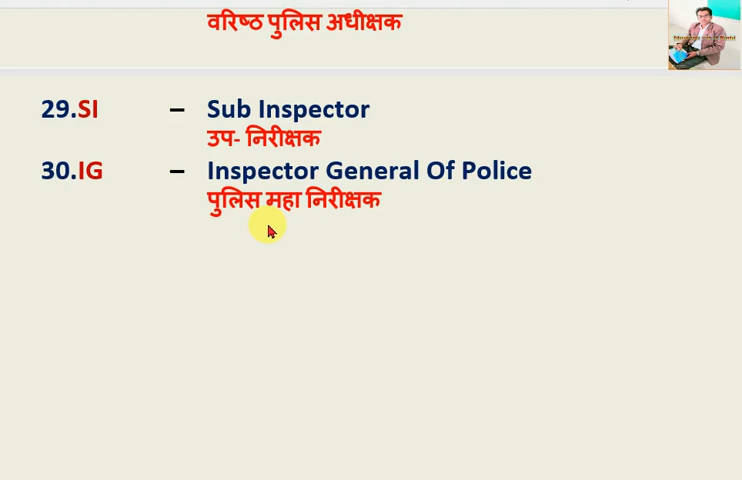 वरिष्ठ पुलिस अधीक्षक
29.SI – Sub Inspector
उप- निरीक्षक
30.IG – Inspector General Of Police
पुलिस महा निरीक्षक